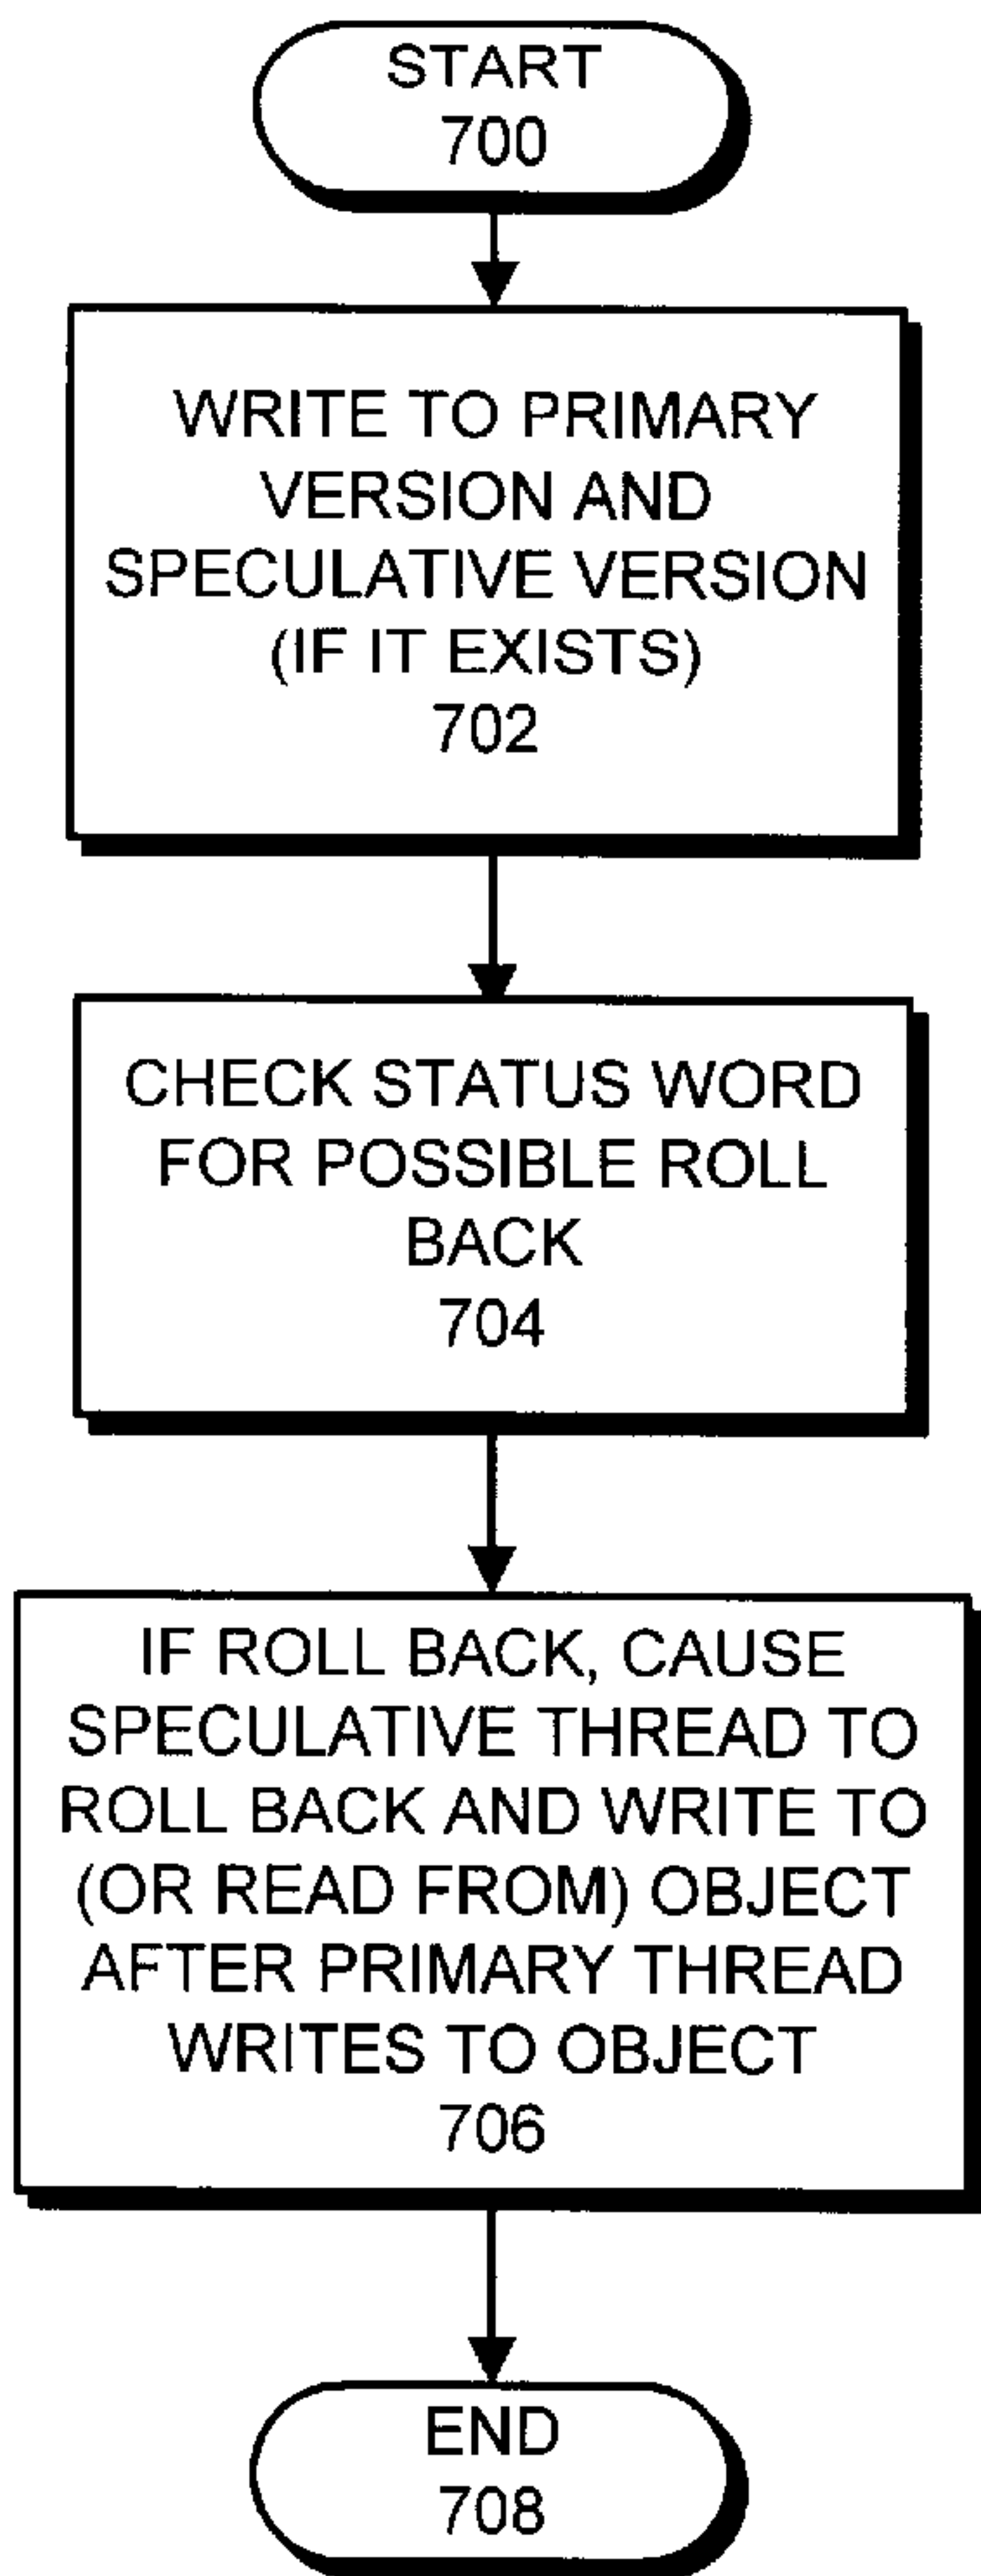 START
700
WRITE TO PRIMARY
VERSION AND
SPECULATIVE VERSION
(IF IT EXISTS)
702
CHECK STATUS WORD
FOR POSSIBLE ROLL
BACK
704
IF ROLL BACK, CAUSE
SPECULATIVE THREAD TO
ROLL BACK AND WRITE TO
(OR READ FROM) OBJECT
AFTER PRIMARY THREAD
WRITES TO OBJECT
706
END
708